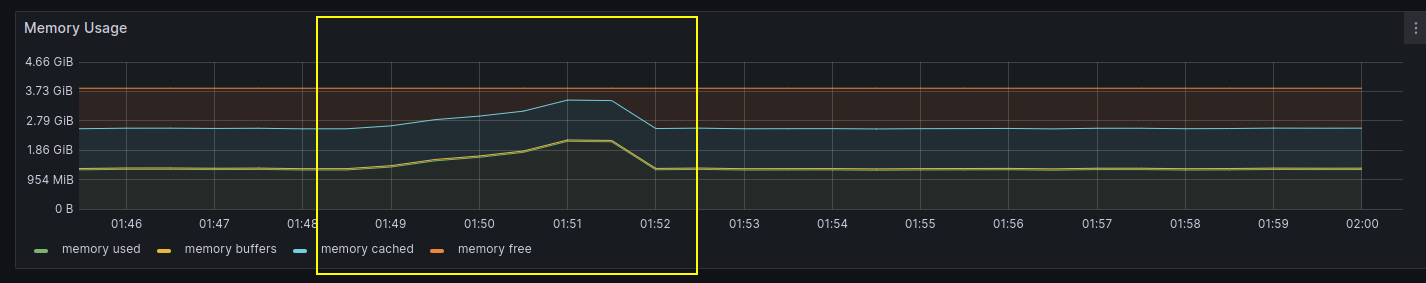 Memory Usage
4.66 GiB
3.73 GiB
2.79 GiB
1.86 GiB
954 MiB
0 B
01:46 01:47 01:48 01:49 01:50 01:51 01:52 01:53 01:54 01:55 01:56 01:57 01:58 01:59 02:00
memory used memory buffers memory cached memory free